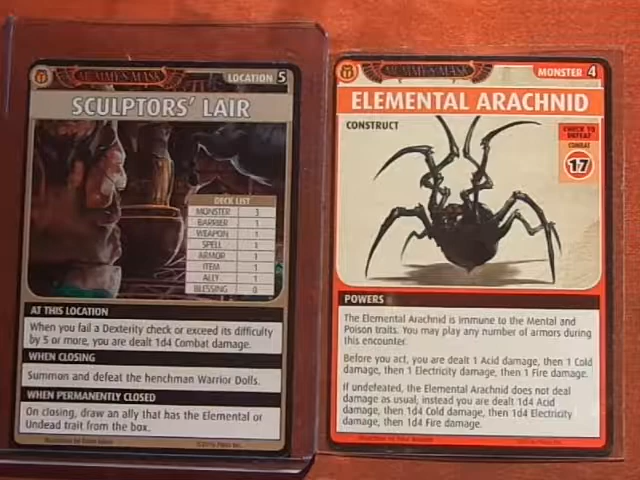 MUMMY'S MASK
LOCATION 5
SCULPTORS' LAIR
DECK LIST
MONSTER 3
BARRIER 1
WEAPON 1
SPELL 1
ARMOR 1
ITEM 1
ALLY 1
BLESSING 0
AT THIS LOCATION
When you fail a Dexterity check or exceed its difficulty
by 5 or more, you are dealt 1d4 Combat damage.
WHEN CLOSING
Summon and defeat the henchman Warrior Dolls.
WHEN PERMANENTLY CLOSED
On closing, draw an ally that has the Elemental or
Undead trait from the box.
MUMMY'S MASK
MONSTER 4
ELEMENTAL ARACHNID
CONSTRUCT
CHECK TO
DEFEAT
COMBAT
17
POWERS
The Elemental Arachnid is immune to the Mental and
Poison traits. You may play any number of armors during
this encounter.
Before you act, you are dealt 1 Acid damage, then 1 Cold
damage, then 1 Electricity damage, then 1 Fire damage.
If undefeated, the Elemental Arachnid does not deal
damage as usual; instead you are dealt 1d4 Acid
damage, then 1d4 Cold damage, then 1d4 Electricity
damage, then 1d4 Fire damage.